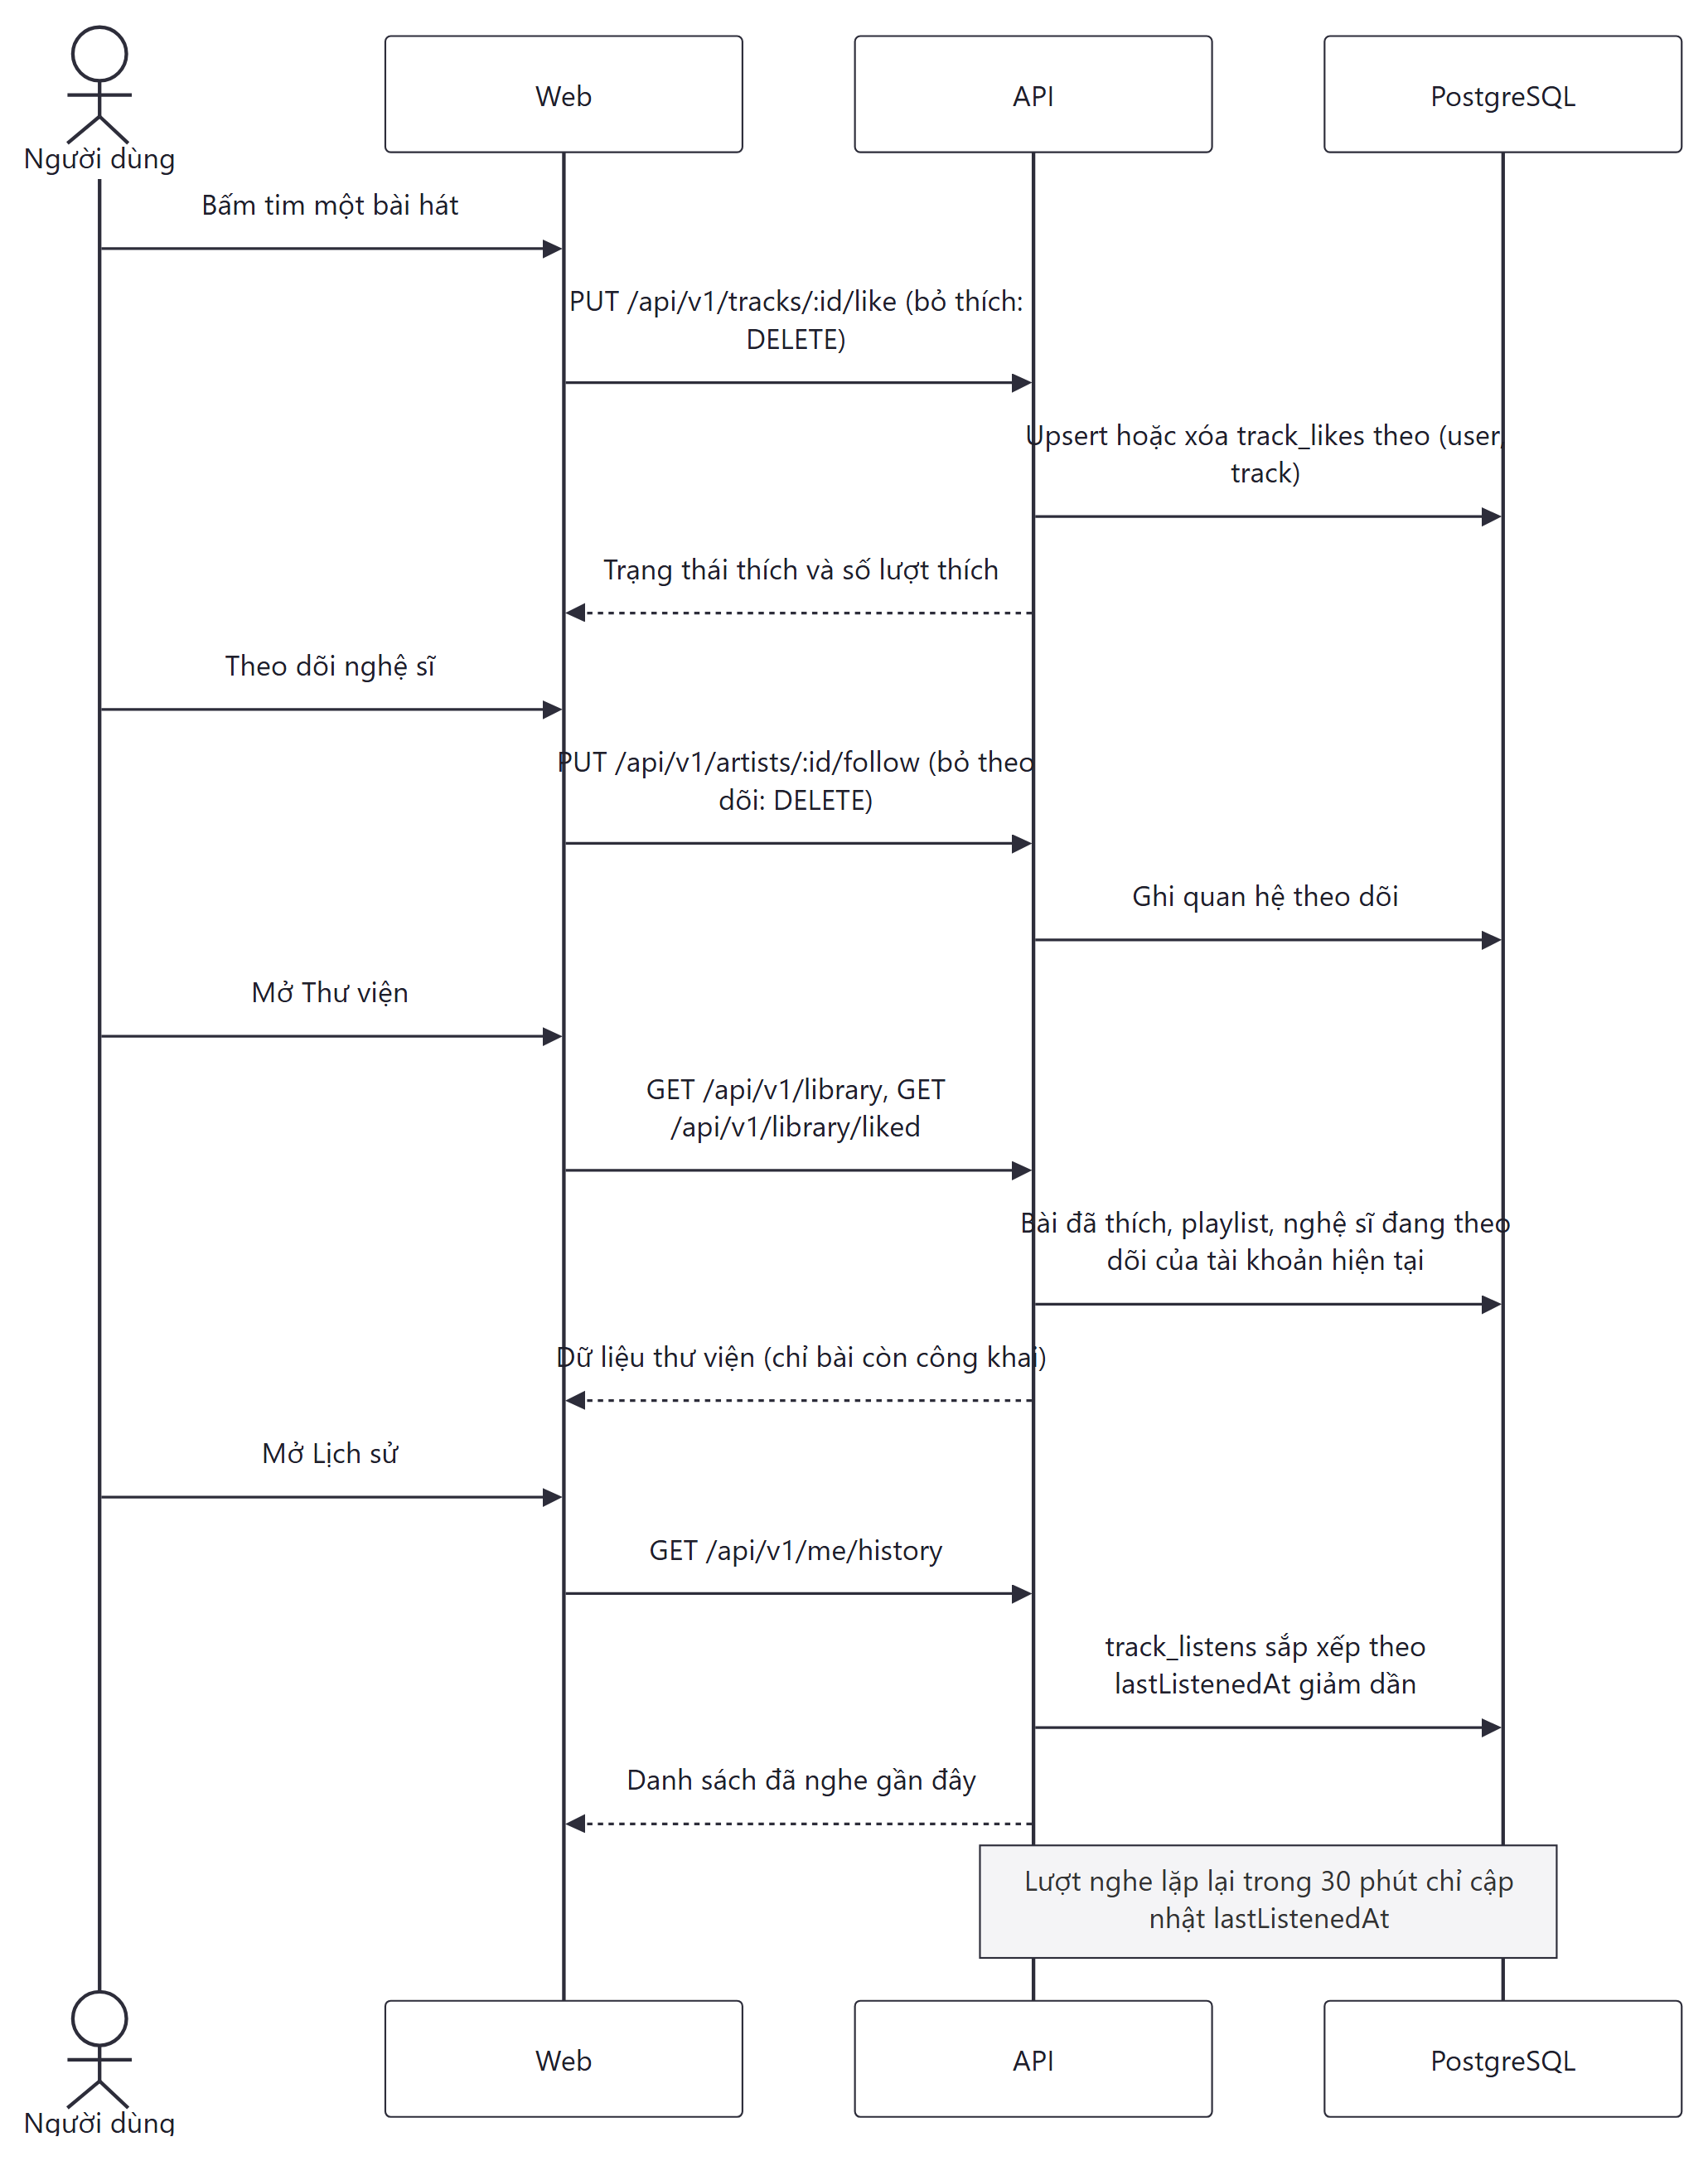 Người dùng
Web
API
PostgreSQL
Bấm tim một bài hát
PUT /api/v1/tracks/:id/like (bỏ thích:
DELETE)
Upsert hoặc xóa track_likes theo (user,
track)
Trạng thái thích và số lượt thích
Theo dõi nghệ sĩ
PUT /api/v1/artists/:id/follow (bỏ theo
dõi: DELETE)
Ghi quan hệ theo dõi
Mở Thư viện
GET /api/v1/library, GET
/api/v1/library/liked
Bài đã thích, playlist, nghệ sĩ đang theo
dõi của tài khoản hiện tại
Dữ liệu thư viện (chỉ bài còn công khai)
Mở Lịch sử
GET /api/v1/me/history
track_listens sắp xếp theo
lastListenedAt giảm dần
Danh sách đã nghe gần đây
Lượt nghe lặp lại trong 30 phút chỉ cập
nhật lastListenedAt
Người dùng
Web
API
PostgreSQL